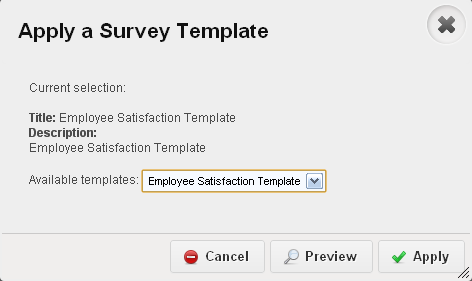 Apply a Survey Template
Current selection:
Title: Employee Satisfaction Template
Description:
Employee Satisfaction Template
Available templates: Employee Satisfaction Template
Cancel Preview Apply